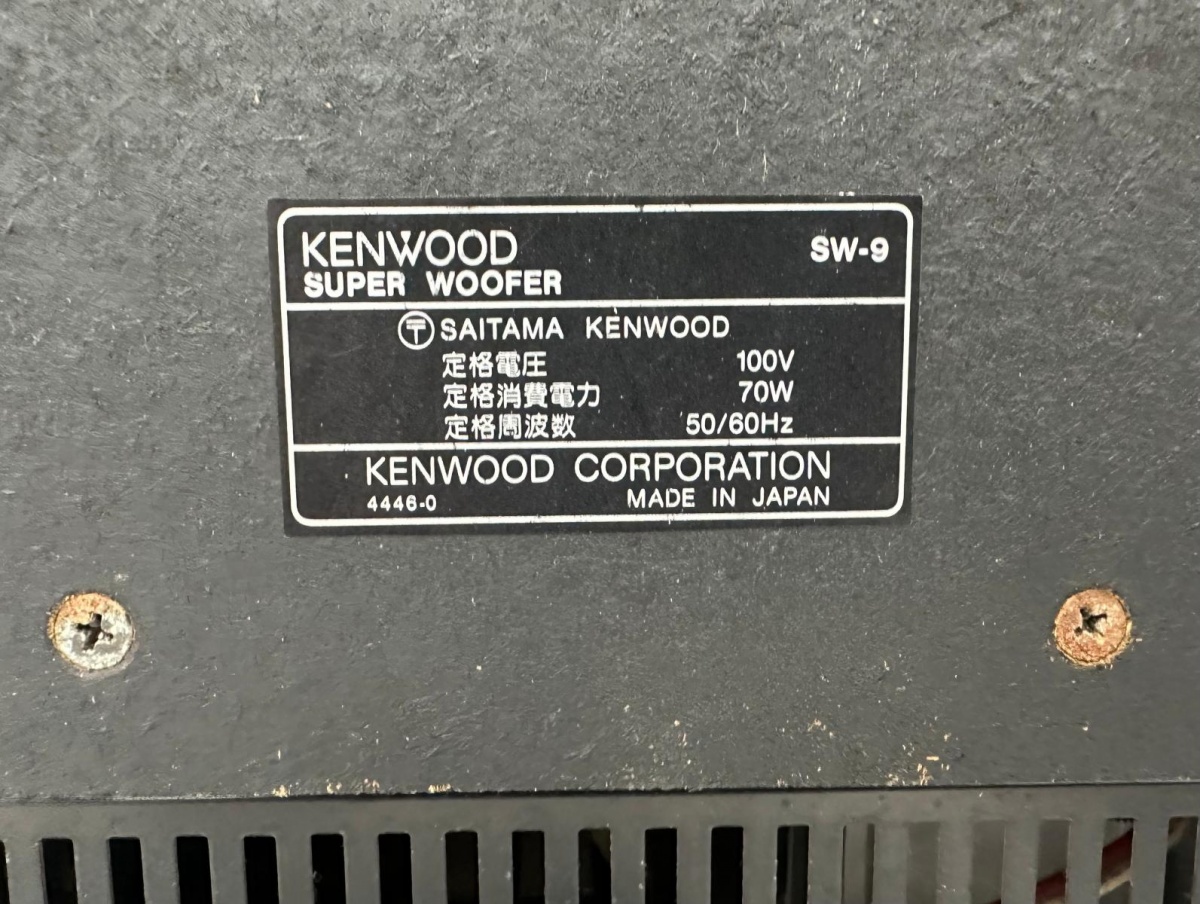 KENWOOD
SW-9
SUPER WOOFER
〶 SAITAMA KENWOOD
定格電圧 100V
定格消費電力 70W
定格周波数 50/60Hz
KENWOOD CORPORATION
4446-0 MADE IN JAPAN